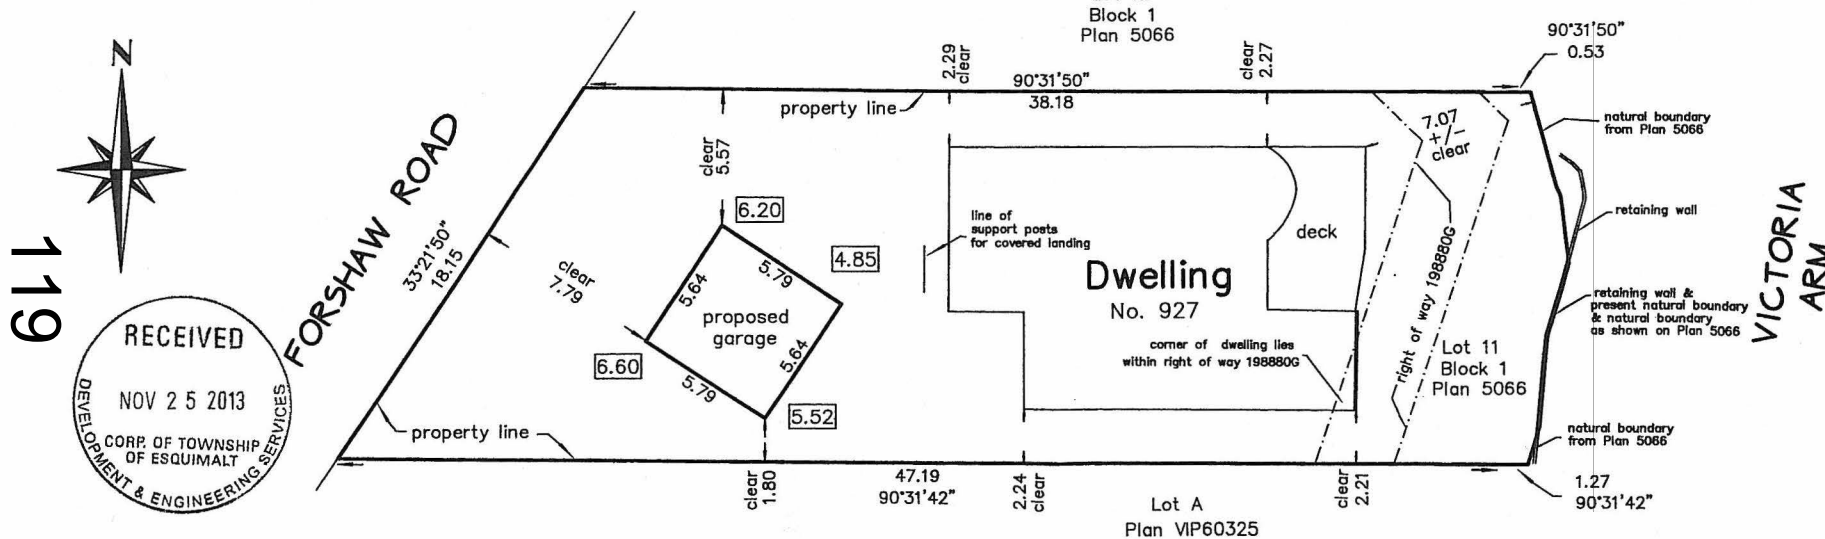 Block 1
Plan 5066
90°31'50"
0.53
N
2.29
clear
clear
2.27
90°31'50"
38.18
property line
7.07
+/-
clear
natural boundary
from Plan 5066
FORSHAW ROAD
33°21'50"
18.15
clear
5.57
6.20
clear
7.79
5.79
4.85
5.64
proposed
garage
5.64
6.60
5.79
5.52
line of
support posts
for covered landing
Dwelling
No. 927
deck
corner of dwelling lies
within right of way 198880G
right of way 198880G
Lot 11
Block 1
Plan 5066
retaining wall
retaining wall &
present natural boundary
& natural boundary
as shown on Plan 5066
VICTORIA
ARM
119
RECEIVED
NOV 25 2013
CORP. OF TOWNSHIP
OF ESQUIMALT
DEVELOPMENT & ENGINEERING SERVICES
property line
natural boundary
from Plan 5066
clear
1.80
47.19
90°31'42"
2.24
clear
clear
2.21
1.27
90°31'42"
Lot A
Plan VIP60325